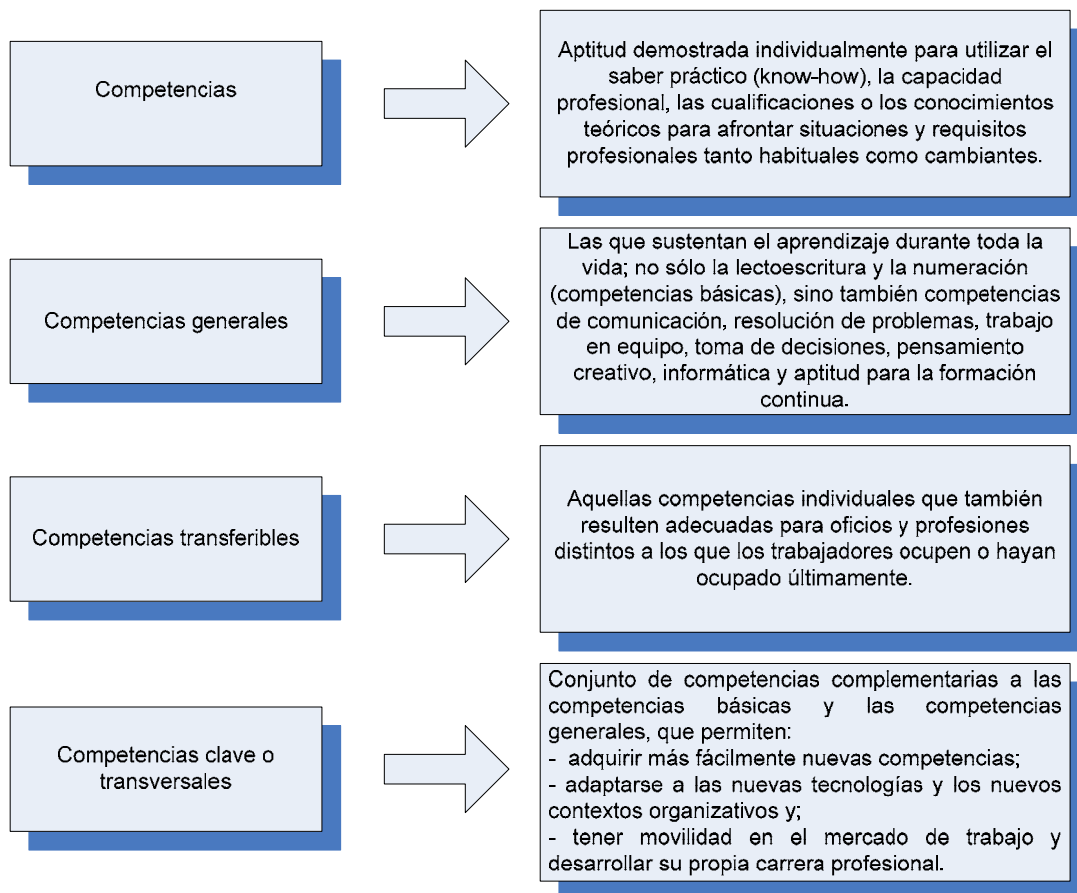 Competencias
Aptitud demostrada individualmente para utilizar el
saber práctico (know-how), la capacidad
profesional, las cualificaciones o los conocimientos
teóricos para afrontar situaciones y requisitos
profesionales tanto habituales como cambiantes.
Competencias generales
Las que sustentan el aprendizaje durante toda la
vida; no sólo la lectoescritura y la numeración
(competencias básicas), sino también competencias
de comunicación, resolución de problemas, trabajo
en equipo, toma de decisiones, pensamiento
creativo, informática y aptitud para la formación
continua.
Competencias transferibles
Aquellas competencias individuales que también
resulten adecuadas para oficios y profesiones
distintos a los que los trabajadores ocupen o hayan
ocupado últimamente.
Competencias clave o
transversales
Conjunto de competencias complementarias a las
competencias básicas y las competencias
generales, que permiten:
- adquirir más fácilmente nuevas competencias;
- adaptarse a las nuevas tecnologías y los nuevos
contextos organizativos y;
- tener movilidad en el mercado de trabajo y
desarrollar su propia carrera profesional.